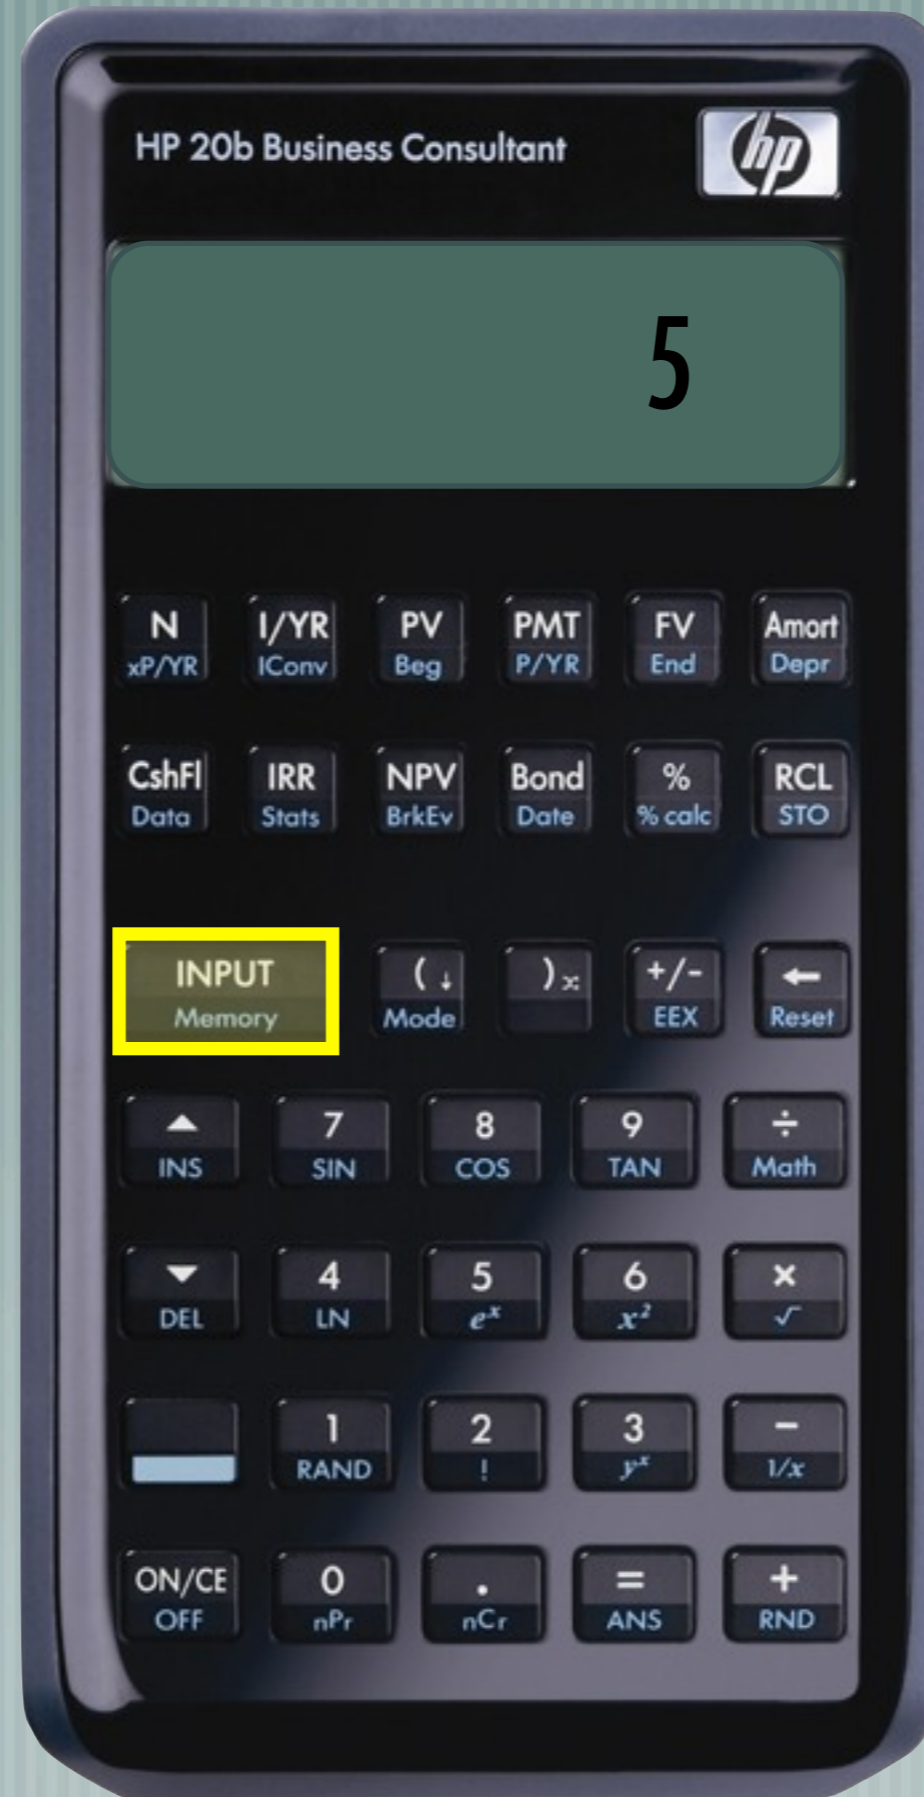 HP 20b Business Consultant hp
5
N I/YR PV PMT FV Amort
xP/YR IConv Beg P/YR End Depr
CshFl IRR NPV Bond % RCL
Data Stats BrkEv Date % calc STO
INPUT ( ↓ ) x +/- ←
Memory Mode EEX Reset
▲ 7 8 9 ÷
INS SIN COS TAN Math
▼ 4 5 6 ×
DEL LN eˣ x² √
1 2 3 −
RAND ! yˣ 1/x
ON/CE 0 . = +
OFF nPr nCr ANS RND